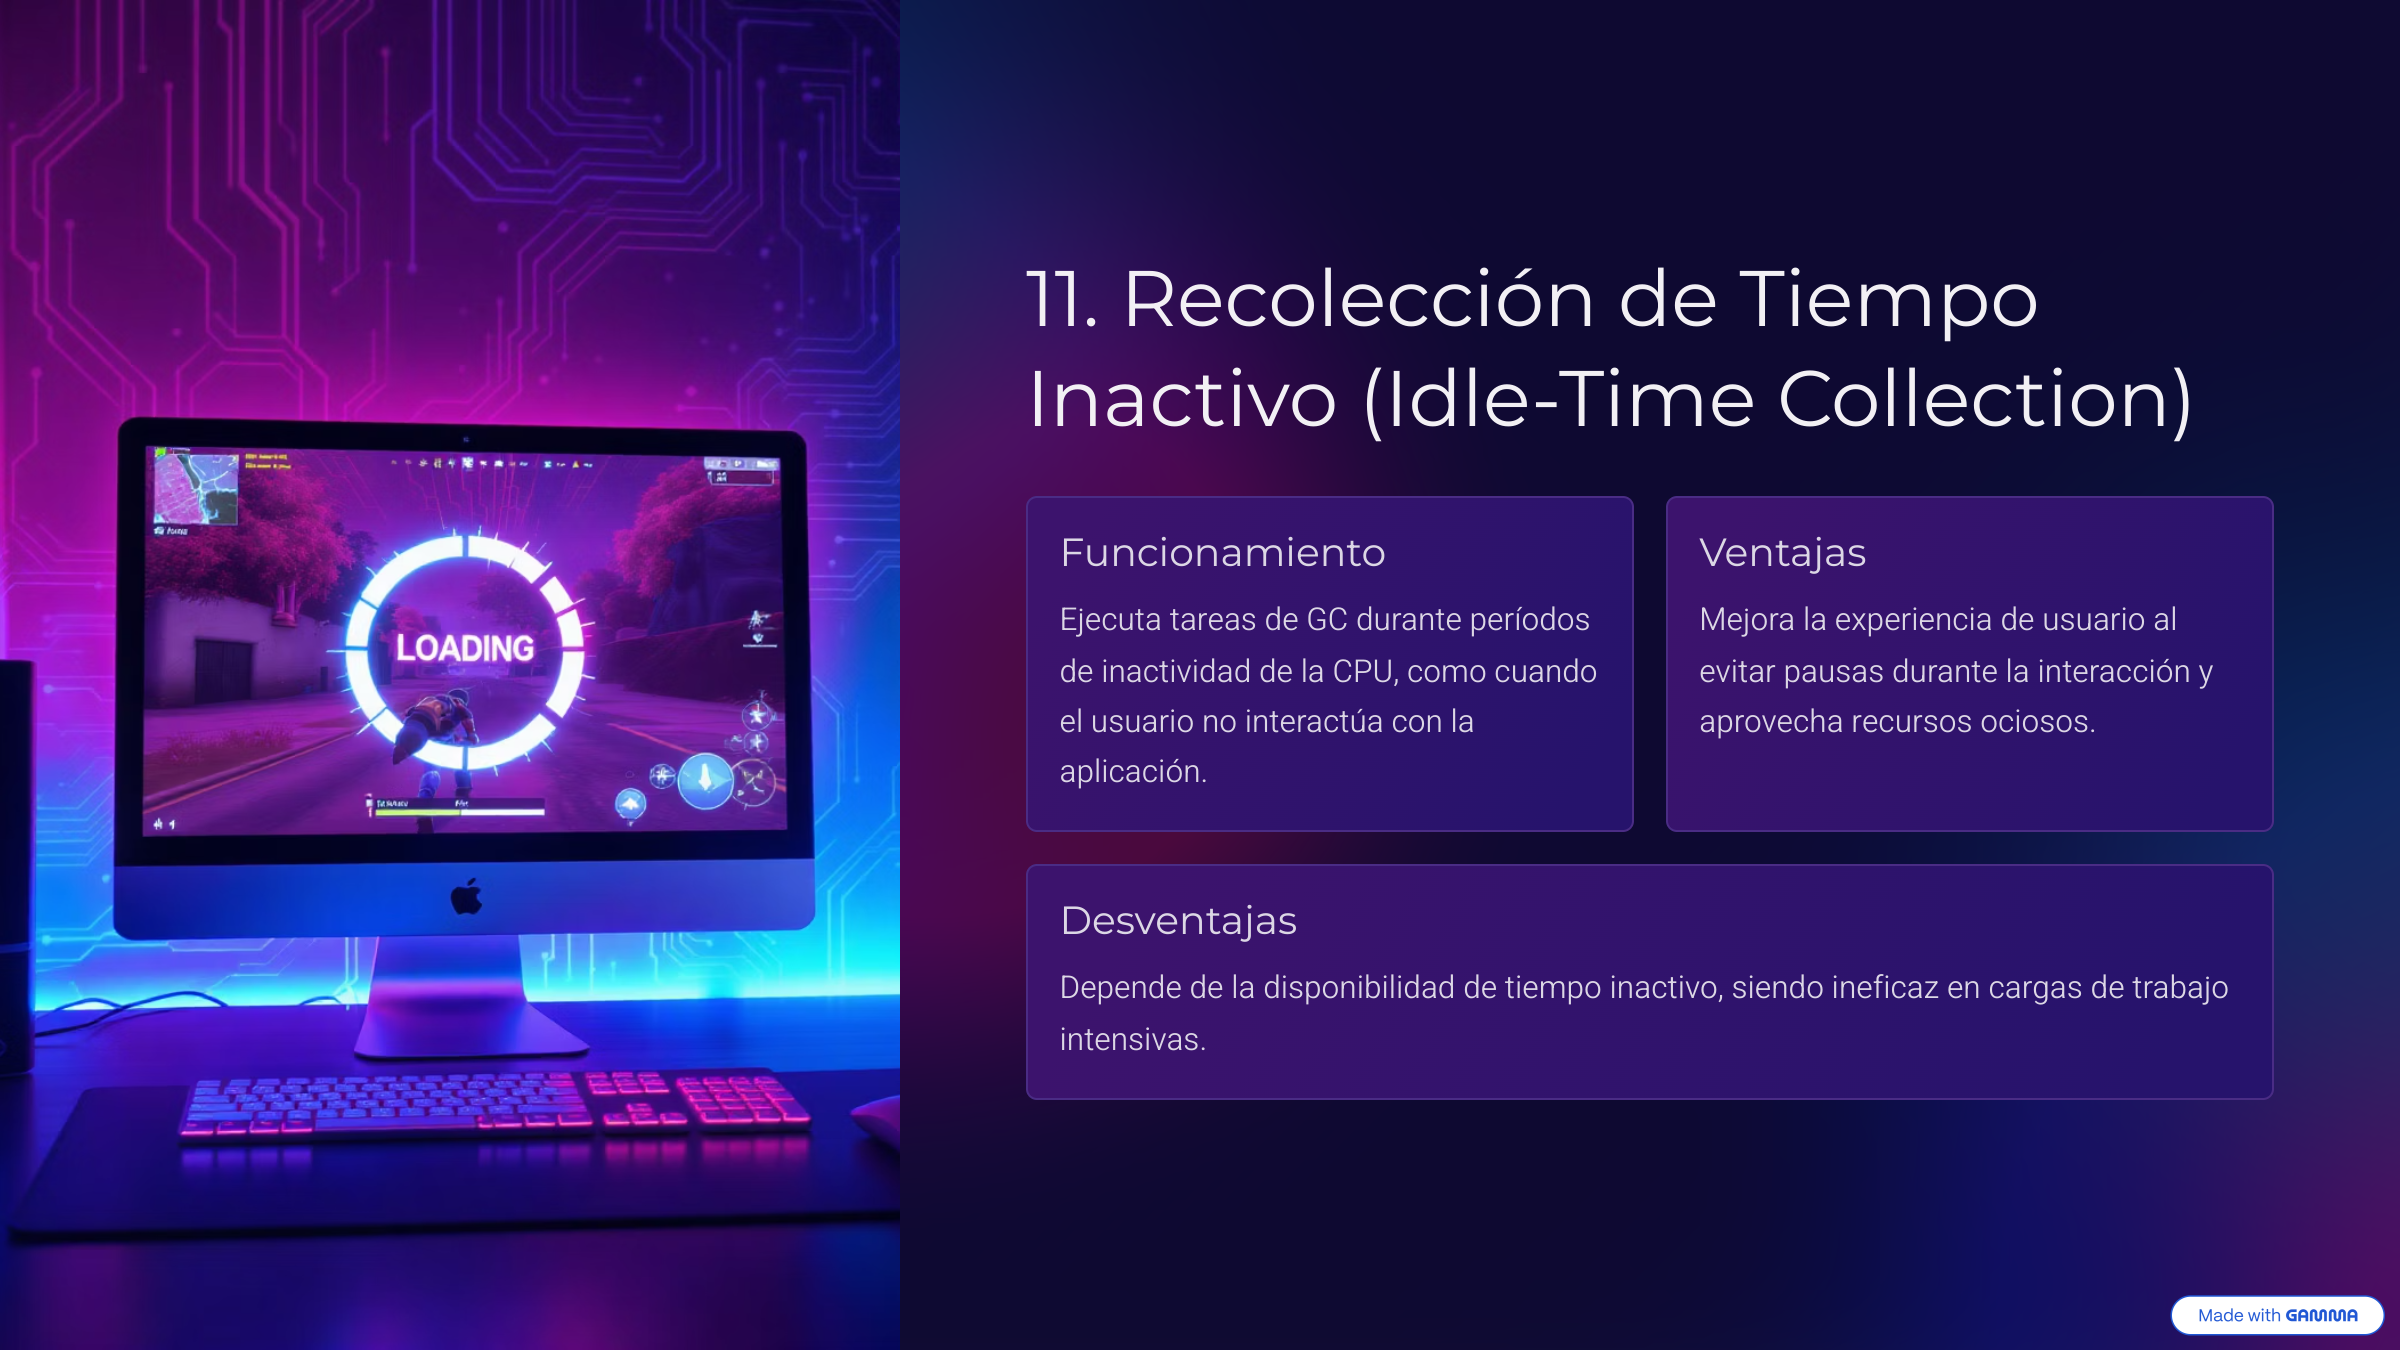 LOADING
11. Recolección de Tiempo
Inactivo (Idle-Time Collection)
Funcionamiento
Ejecuta tareas de GC durante períodos
de inactividad de la CPU, como cuando
el usuario no interactúa con la
aplicación.
Ventajas
Mejora la experiencia de usuario al
evitar pausas durante la interacción y
aprovecha recursos ociosos.
Desventajas
Depende de la disponibilidad de tiempo inactivo, siendo ineficaz en cargas de trabajo
intensivas.
Made with GAMMA